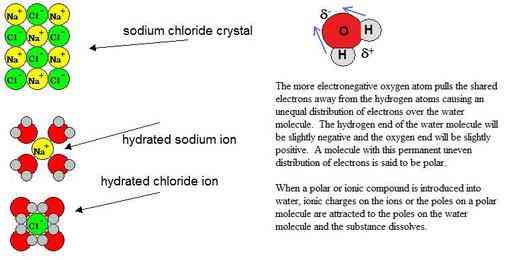 Na+ Cl- Na+
Cl- Na+ Cl-
Na+ Cl- Na+
Cl- Na+ Cl-
sodium chloride crystal
Na+
hydrated sodium ion
hydrated chloride ion
Cl-
δ-
O H
H δ+
The more electronegative oxygen atom pulls the shared
electrons away from the hydrogen atoms causing an
unequal distribution of electrons over the water
molecule. The hydrogen end of the water molecule will
be slightly negative and the oxygen end will be slightly
positive. A molecule with this permanent uneven
distribution of electrons is said to be polar.
When a polar or ionic compound is introduced into
water, ionic charges on the ions or the poles on a polar
molecule are attracted to the poles on the water
molecule and the substance dissolves.